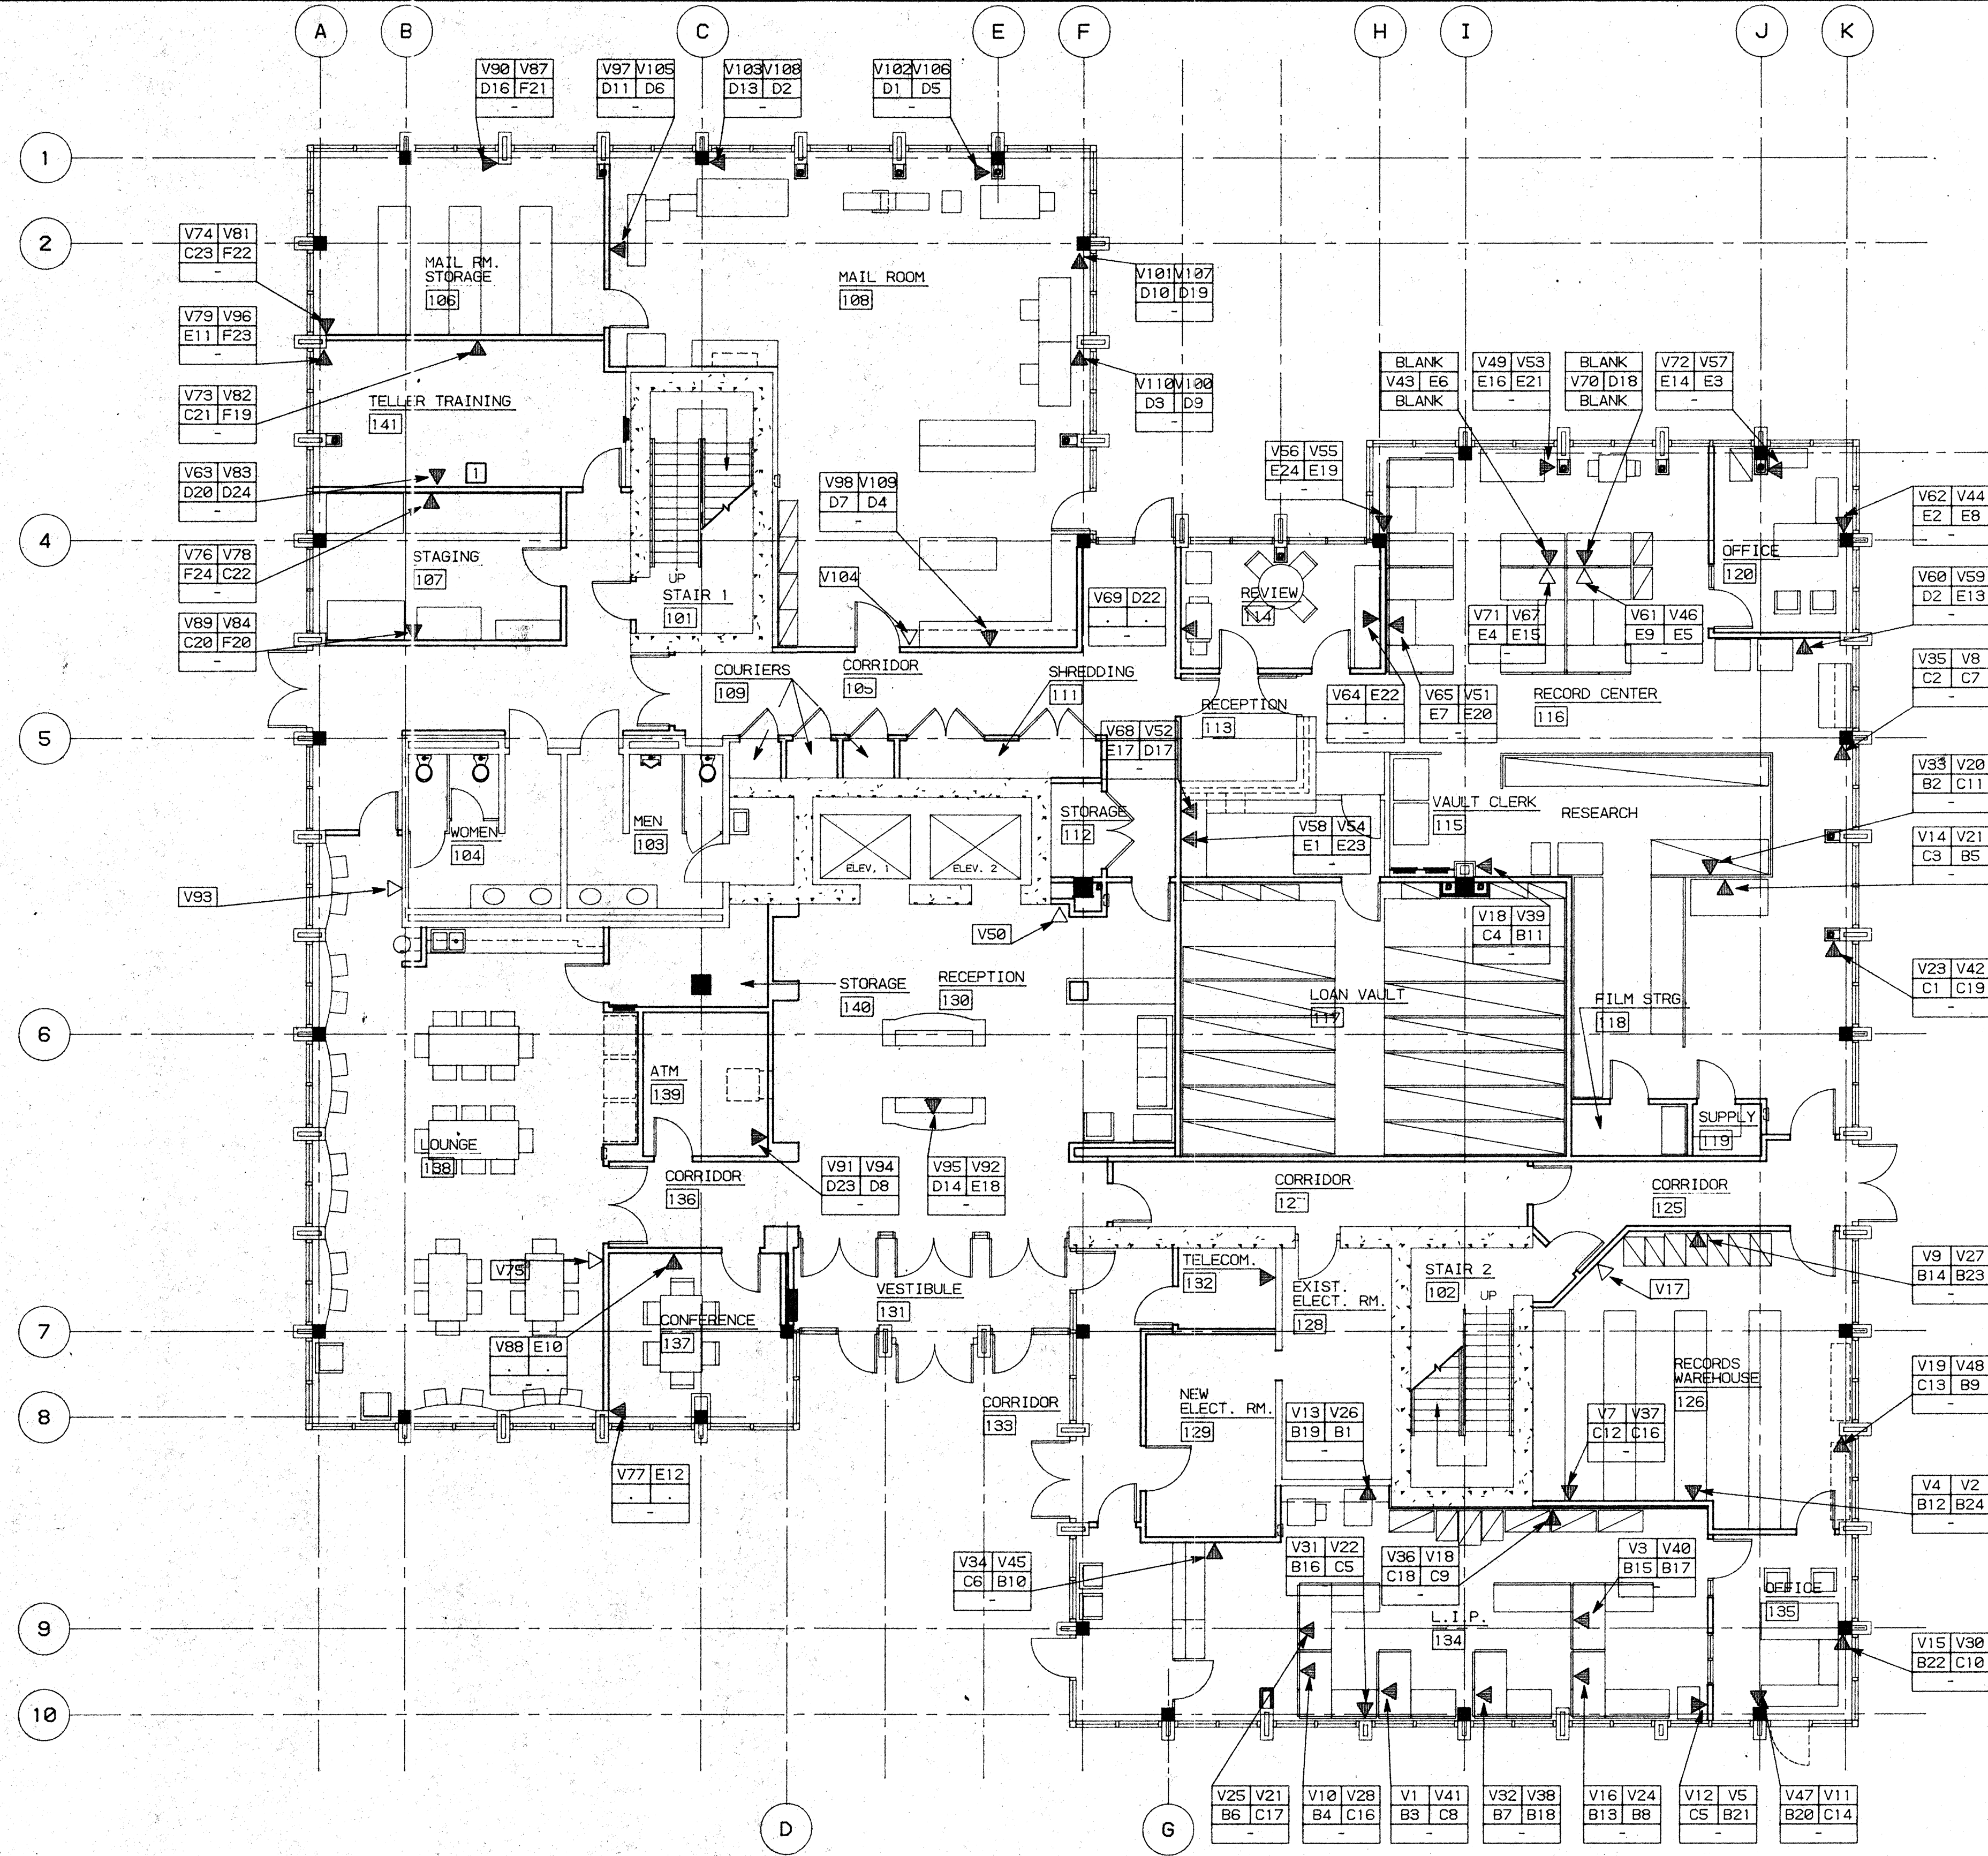 A B C E F H I J K
V90 V87
D16 F21
-
V97 V105
D11 D6
-
V103 V108
D13 D2
-
V102 V106
D1 D5
-
1
2
V74 V81
C23 F22
-
MAIL RM.
STORAGE
106
MAIL ROOM
108
V101 V107
D10 D19
-
V79 V96
E11 F23
-
V110 V100
D3 D9
-
BLANK
V43 E6
BLANK
V49 V53
E16 E21
-
BLANK
V70 D18
BLANK
V72 V57
E14 E3
-
V73 V82
C21 F19
-
TELLER TRAINING
141
V63 V83
D20 D24
-
1
V98 V109
D7 D4
-
V56 V55
E24 E19
-
V62 V44
E2 E8
-
4
V76 V78
F24 C22
-
STAGING
107
UP
STAIR 1
101
V104
V69 D22
. .
-
REVIEW
114
OFFICE
120
V60 V59
D2 E13
-
V89 V84
C20 F20
-
V71 V67
E4 E15
-
V61 V46
E9 E5
-
COURIERS
109
CORRIDOR
105
SHREDDING
111
RECEPTION
113
V64 E22
. .
-
V65 V51
E7 E20
-
RECORD CENTER
116
V35 V8
C2 C7
-
5
V68 V52
E17 D17
-
V33 V20
B2 C11
-
WOMEN
104
MEN
103
ELEV. 1
ELEV. 2
STORAGE
112
V58 V54
E1 E23
-
VAULT CLERK
115
RESEARCH
V14 V21
C3 B5
-
V93
V50
V18 V39
C4 B11
-
STORAGE
140
RECEPTION
130
LOAN VAULT
117
FILM STRG.
118
V23 V42
C1 C19
-
6
ATM
139
LOUNGE
138
SUPPLY
119
CORRIDOR
136
V91 V94
D23 D8
-
V95 V92
D14 E18
-
CORRIDOR
CORRIDOR
125
V75
VESTIBULE
131
TELECOM.
132
EXIST.
ELECT. RM.
128
STAIR 2
102
UP
V17
V9 V27
B14 B23
-
7
V88 E10
. .
-
CONFERENCE
137
RECORDS
WAREHOUSE
126
V19 V48
C13 B9
-
8
CORRIDOR
133
NEW
ELECT. RM.
129
V13 V26
B19 B1
-
V7 V37
C12 C16
-
V77 E12
. .
-
V4 V2
B12 B24
-
V34 V45
C6 B10
-
V31 V22
B16 C5
-
V36 V18
C18 C9
-
V3 V40
B15 B17
-
OFFICE
135
9
L.I.P.
134
V15 V30
B22 C10
-
10
V25 V21
B6 C17
-
V10 V28
B4 C16
-
V1 V41
B3 C8
-
V32 V38
B7 B18
-
V16 V24
B13 B8
-
V12 V5
C5 B21
-
V47 V11
B20 C14
-
D G